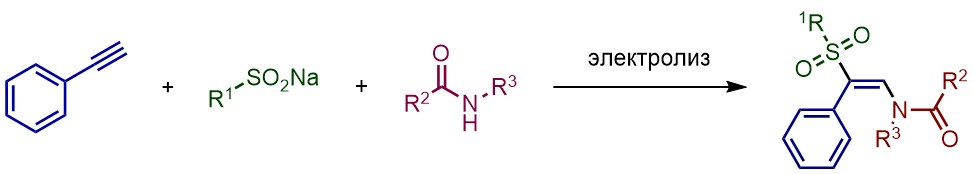 +
R¹ SO₂Na
+
O
R² N R³
H
электролиз
¹R
S O
O
R²
N
R³ O